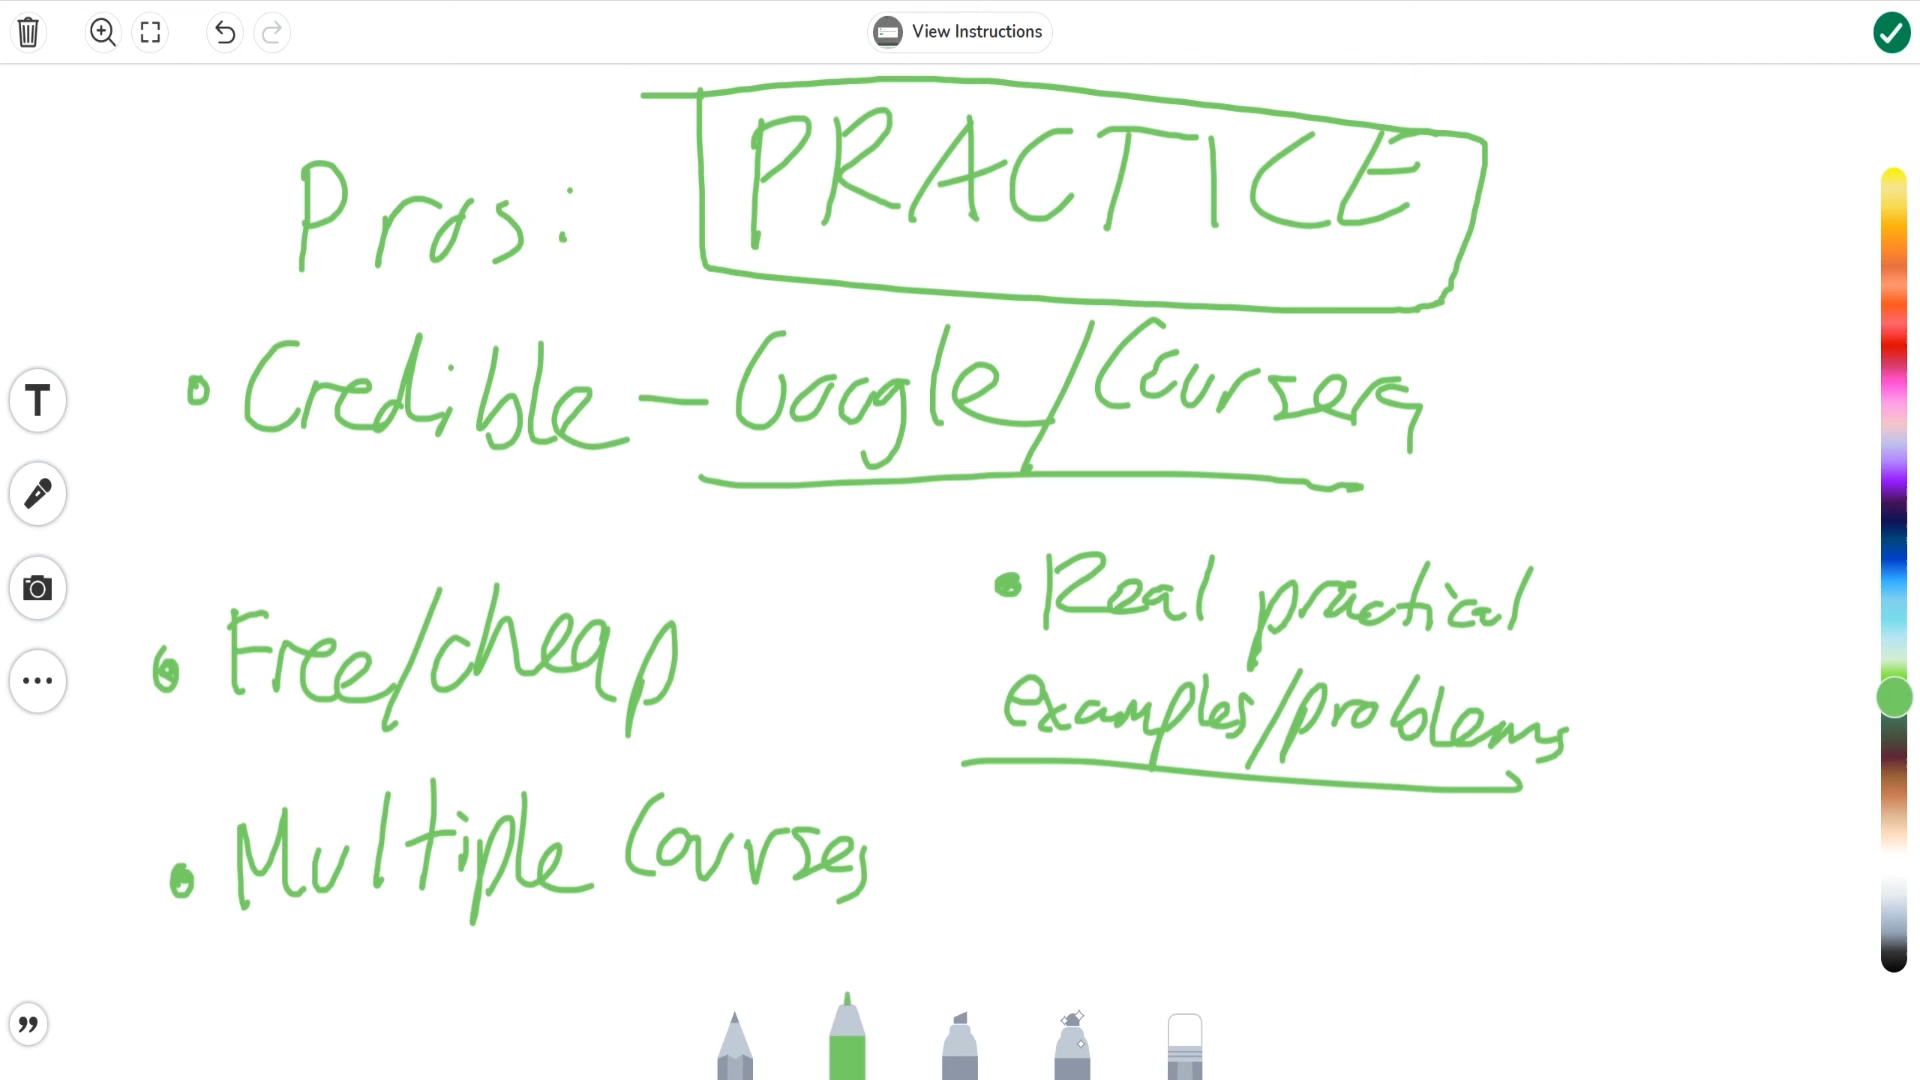 View Instructions
PRACTICE
Pros:
Credible — Google/Coursera
Real practical
examples/problems
Free/cheap
Multiple Courses
T